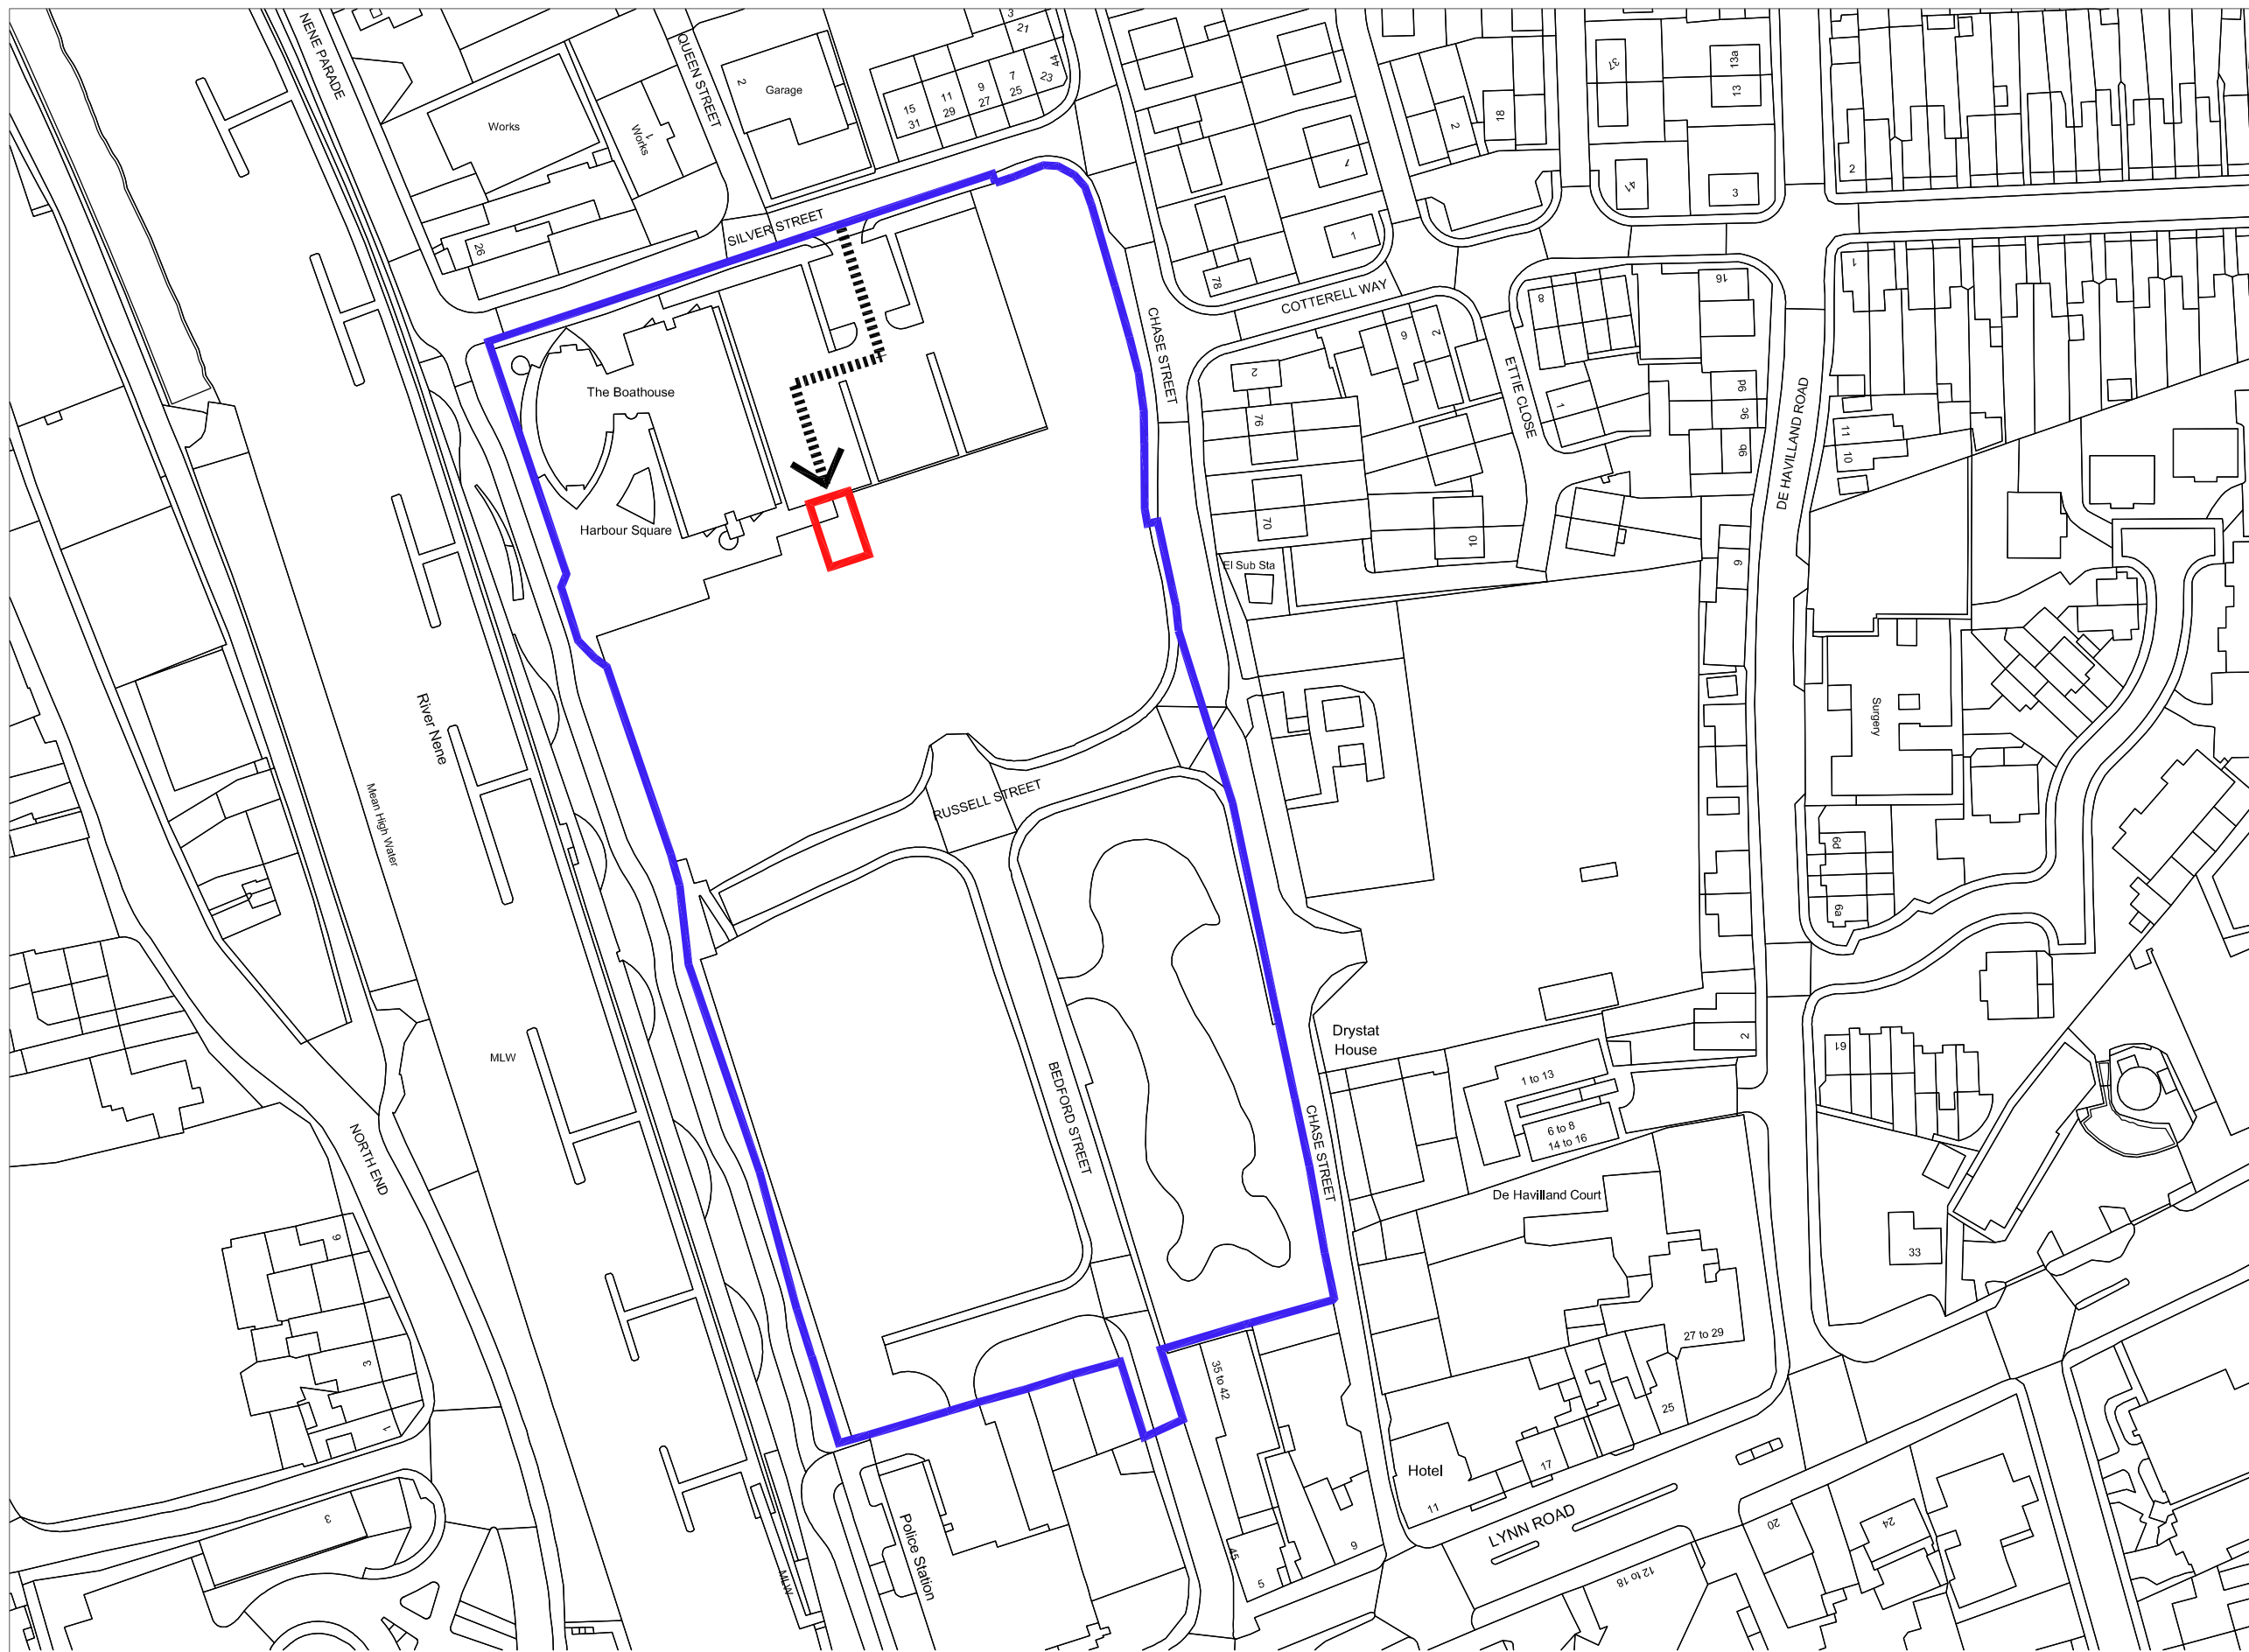 NENE PARADE
QUEEN STREET
3
21
44
2
Garage
15
31
11
29
9
27
7
25
23
Works
1
Works
26
SILVER STREET
37
13a
13
18
2
2
41
3
7
1
78
COTTERELL WAY
CHASE STREET
8
16
1
The Boathouse
Harbour Square
2
6
2
76
70
ETTIE CLOSE
1
9d
9c
9b
10
9
11
10
DE HAVILLAND ROAD
El Sub Sta
River Nene
Mean High Water
Surgery
RUSSELL STREET
6d
6a
MLW
Drystat
House
2
61
1 to 13
6 to 8
14 to 16
BEDFORD STREET
CHASE STREET
De Havilland Court
NORTH END
9
3
1
33
27 to 29
35 to 42
25
17
Hotel
11
LYNN ROAD
3
Police Station
MLW
45
5
9
12 to 18
20
24